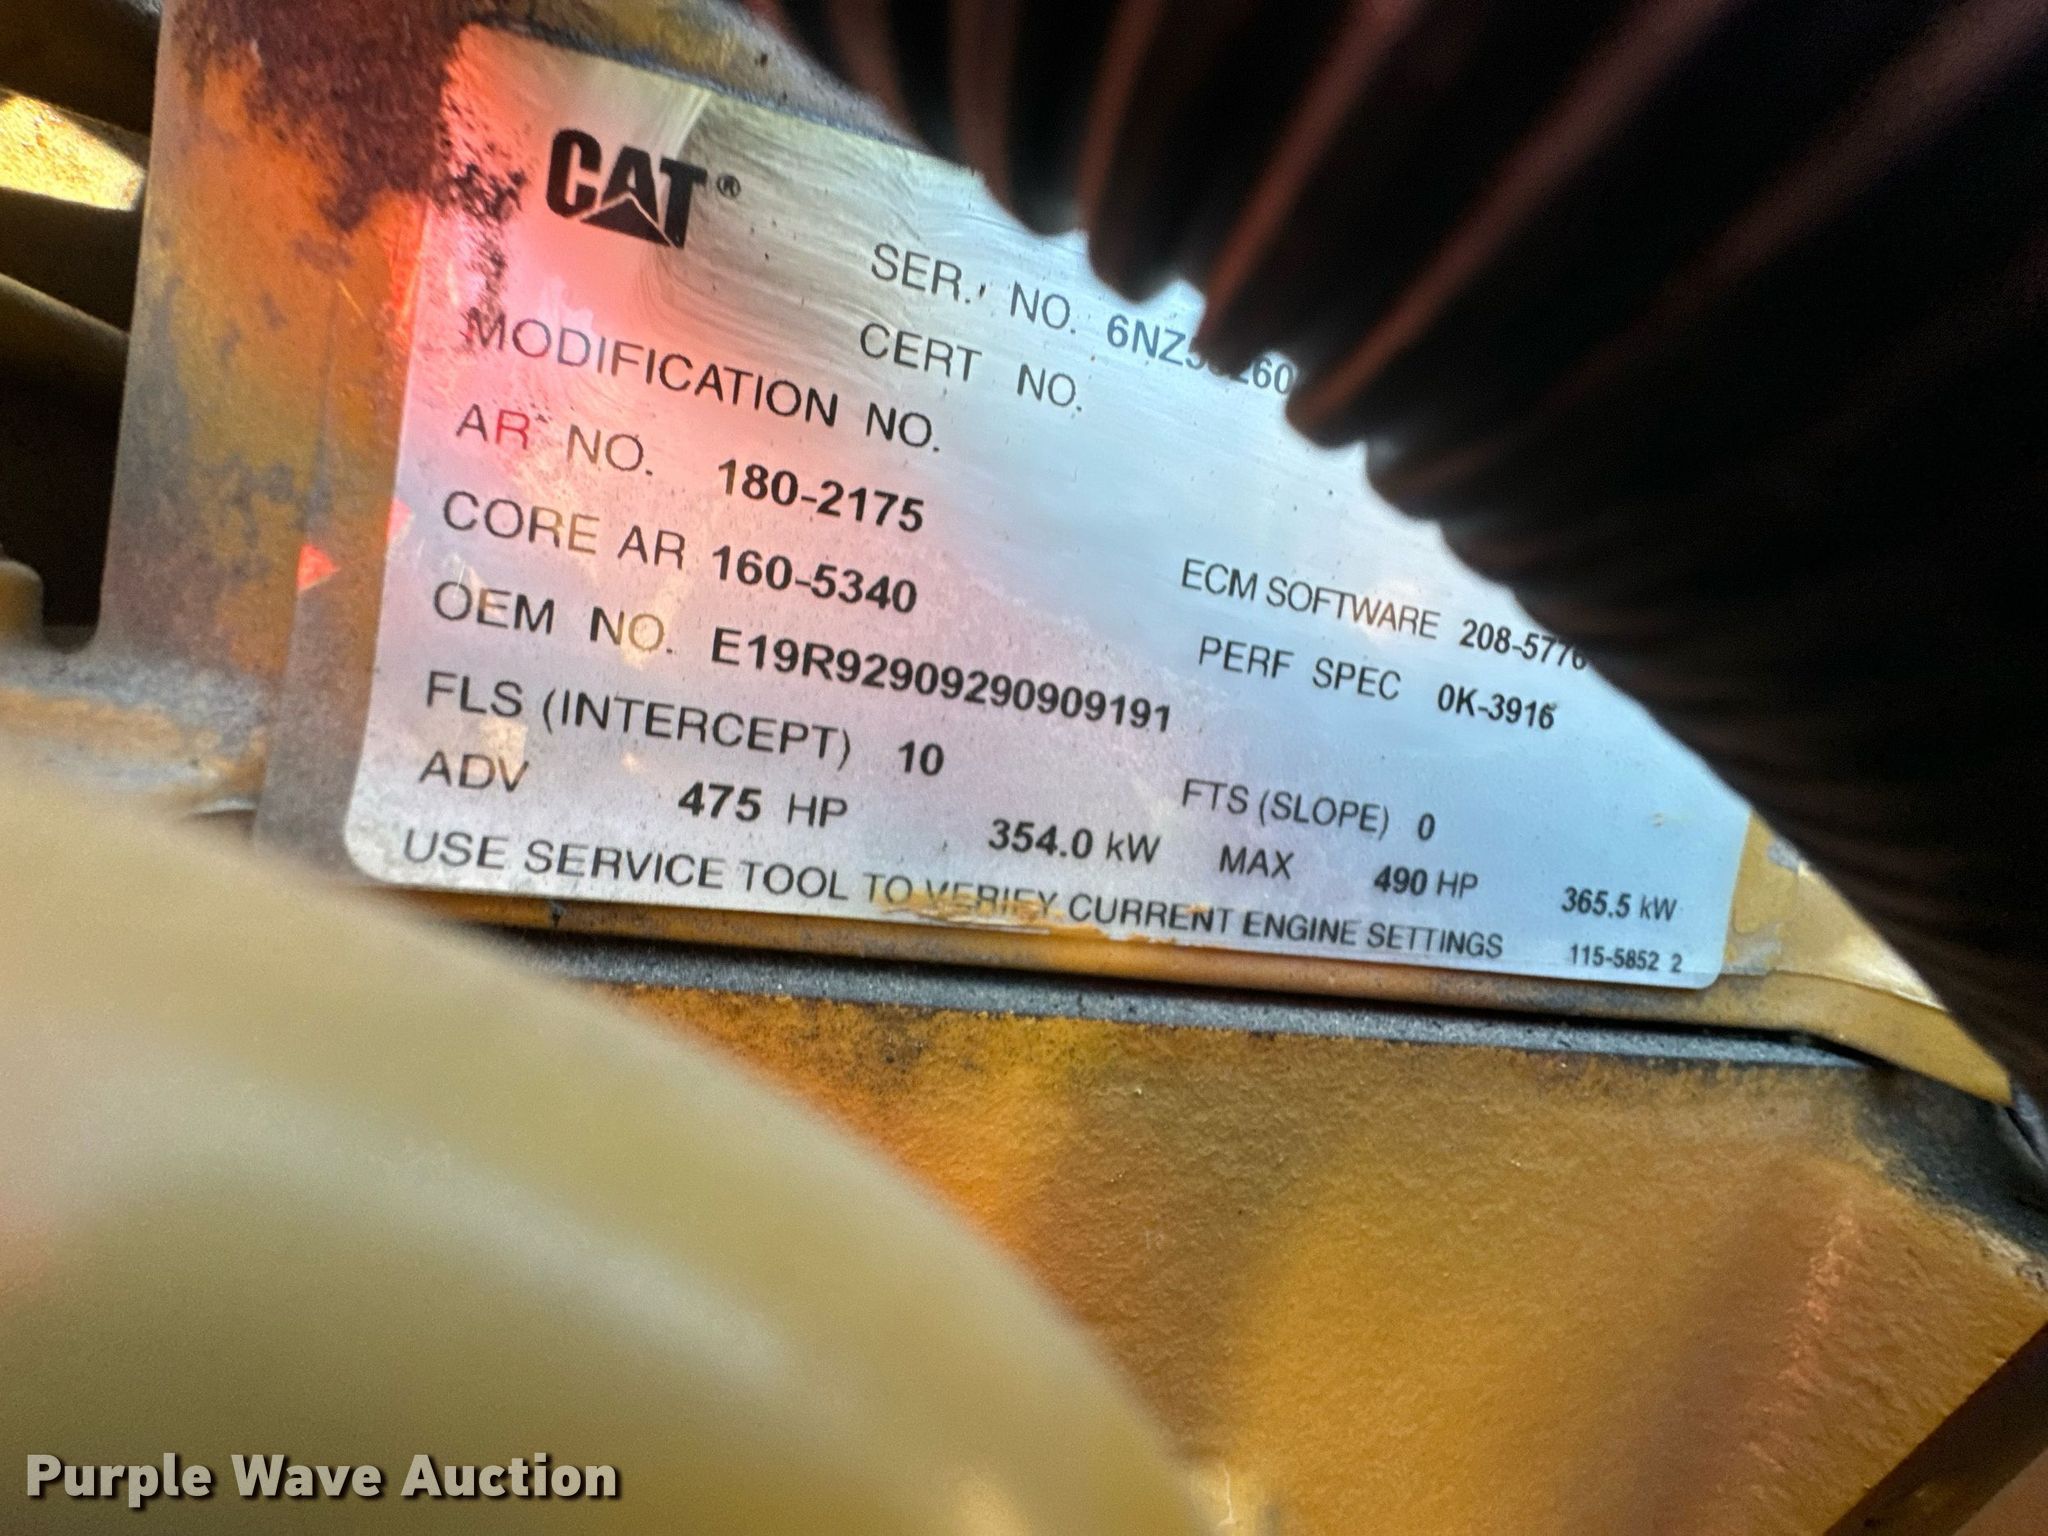 CAT®
SER. NO.
CERT NO.
MODIFICATION NO.
AR NO. 180-2175
CORE AR 160-5340
ECM SOFTWARE
OEM NO. E19R9290929090909191
PERF SPEC 0K-3916
FLS (INTERCEPT) 10
FTS (SLOPE) 0
ADV 475 HP 354.0 kW MAX 490 HP 365.5 kW
USE SERVICE TOOL TO VERIFY CURRENT ENGINE SETTINGS
115-5852 2
Purple Wave Auction